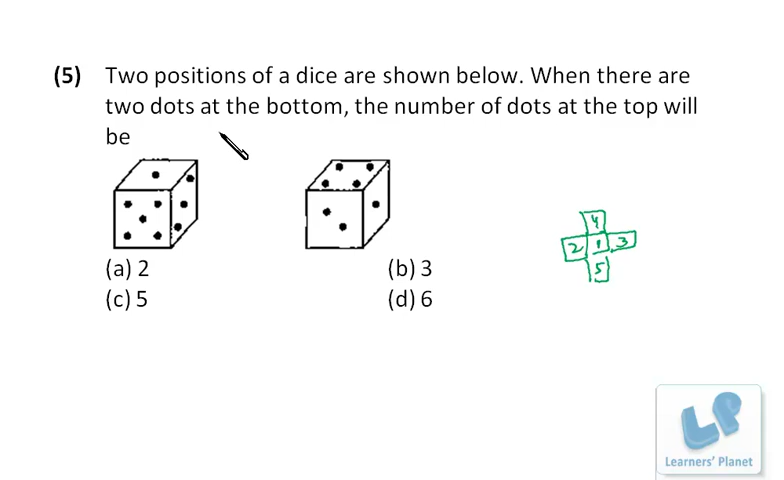 (5) Two positions of a dice are shown below. When there are
two dots at the bottom, the number of dots at the top will
be
4
2 1 3
5
(a) 2 (b) 3
(c) 5 (d) 6
LP
Learners' Planet